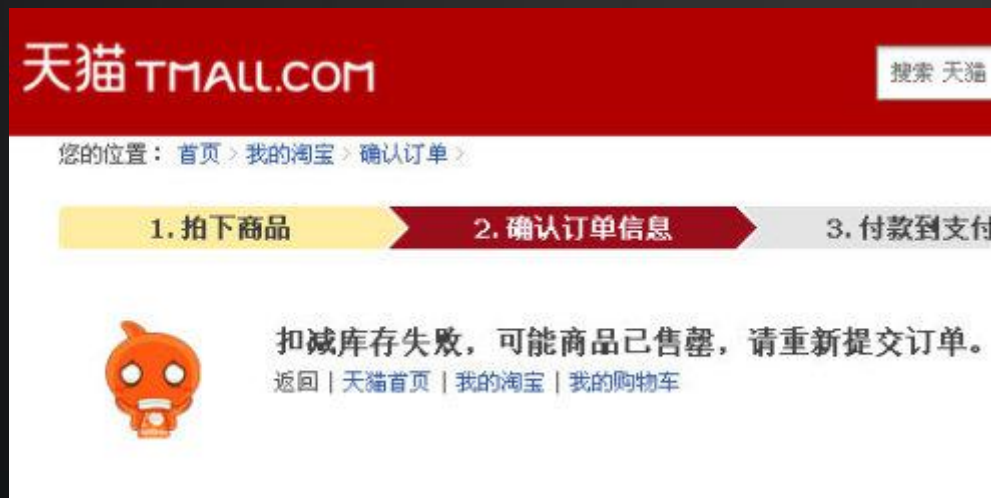 天猫 TMALL.COM
搜索 天猫
您的位置： 首页 > 我的淘宝 > 确认订单 >
1. 拍下商品
2. 确认订单信息
3. 付款到支付
扣减库存失败，可能商品已售罄，请重新提交订单。
返回 | 天猫首页 | 我的淘宝 | 我的购物车